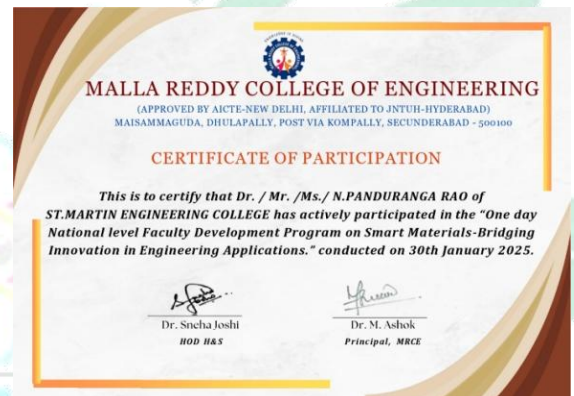 MALLA REDDY COLLEGE OF ENGINEERING
(APPROVED BY AICTE-NEW DELHI, AFFILIATED TO JNTUH-HYDERABAD)
MAISAMMAGUDA, DHULAPALLY, POST VIA KOMPALLY, SECUNDERABAD - 500100
CERTIFICATE OF PARTICIPATION
This is to certify that Dr. / Mr. /Ms./ N.PANDURANGA RAO of
ST.MARTIN ENGINEERING COLLEGE has actively participated in the "One day
National level Faculty Development Program on Smart Materials-Bridging
Innovation in Engineering Applications." conducted on 30th January 2025.
Dr. Sneha Joshi
HOD H&S
Dr. M. Ashok
Principal, MRCE